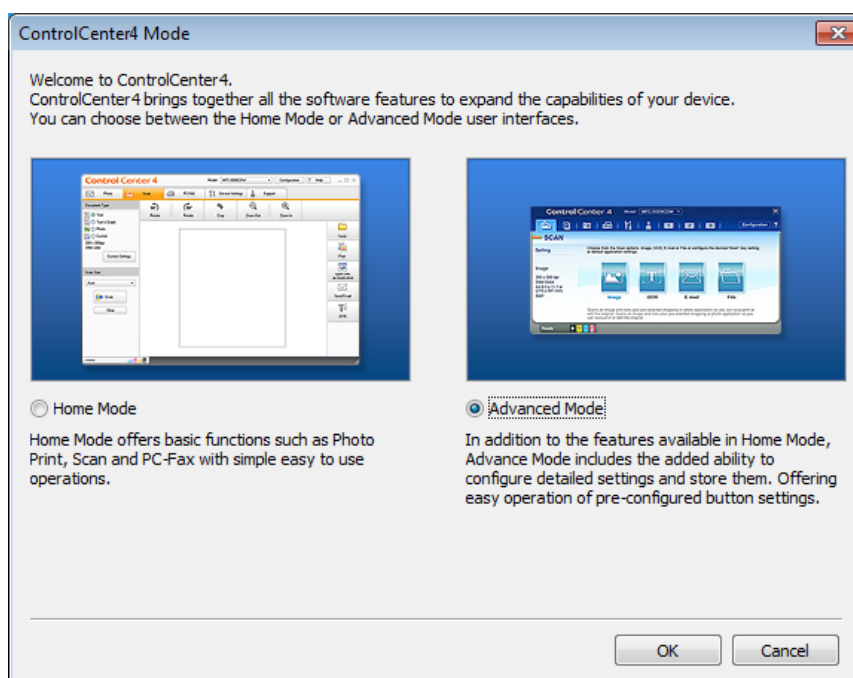 ControlCenter4 Mode
Welcome to ControlCenter4.
ControlCenter4 brings together all the software features to expand the capabilities of your device.
You can choose between the Home Mode or Advanced Mode user interfaces.
Control Center 4
Control Center 4
SCAN
Image
OCR
E-mail
File
Home Mode
Home Mode offers basic functions such as Photo
Print, Scan and PC-Fax with simple easy to use
operations.
Advanced Mode
In addition to the features available in Home Mode,
Advance Mode includes the added ability to
configure detailed settings and store them. Offering
easy operation of pre-configured button settings.
OK
Cancel